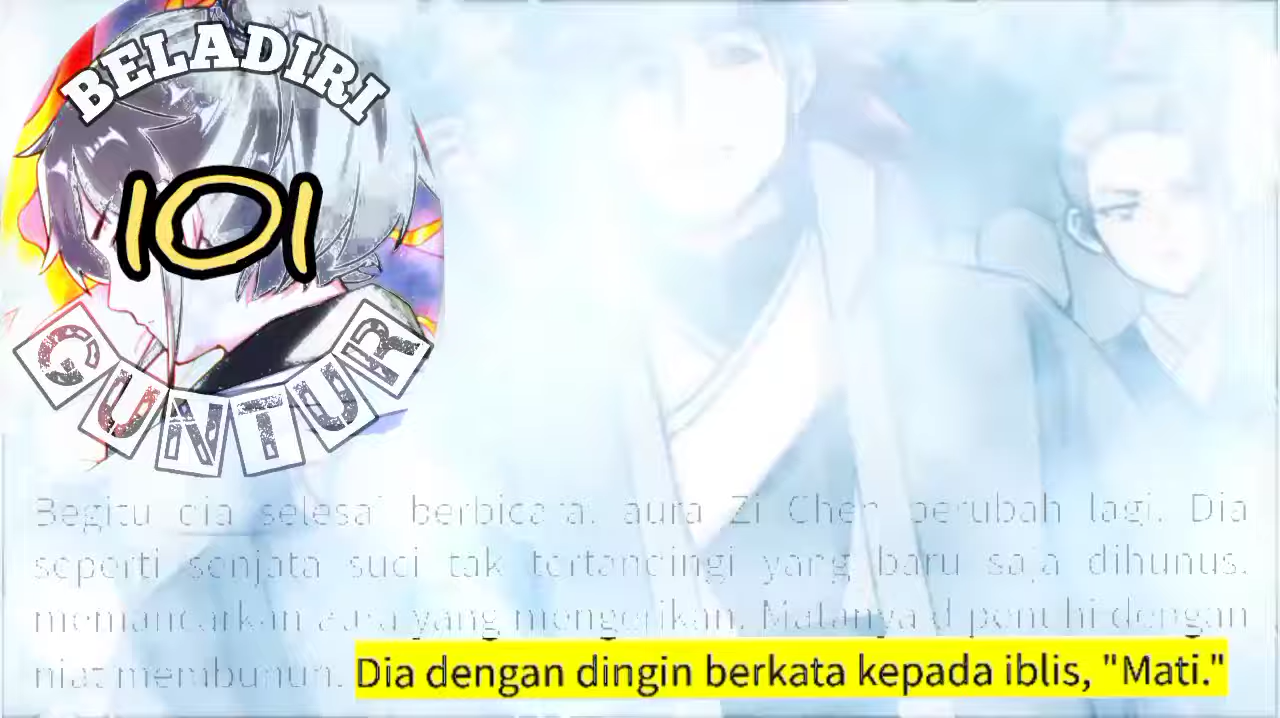 BELADIRI
101
GUNTUR
Begitu dia selesai berbicara, aura Zi Chen berubah lagi. Dia
seperti senjata suci tak tertandingi yang baru saja dihunus,
memancarkan aura yang mengerikan. Matanya dipenuhi dengan
niat membunuh. Dia dengan dingin berkata kepada iblis, "Mati."